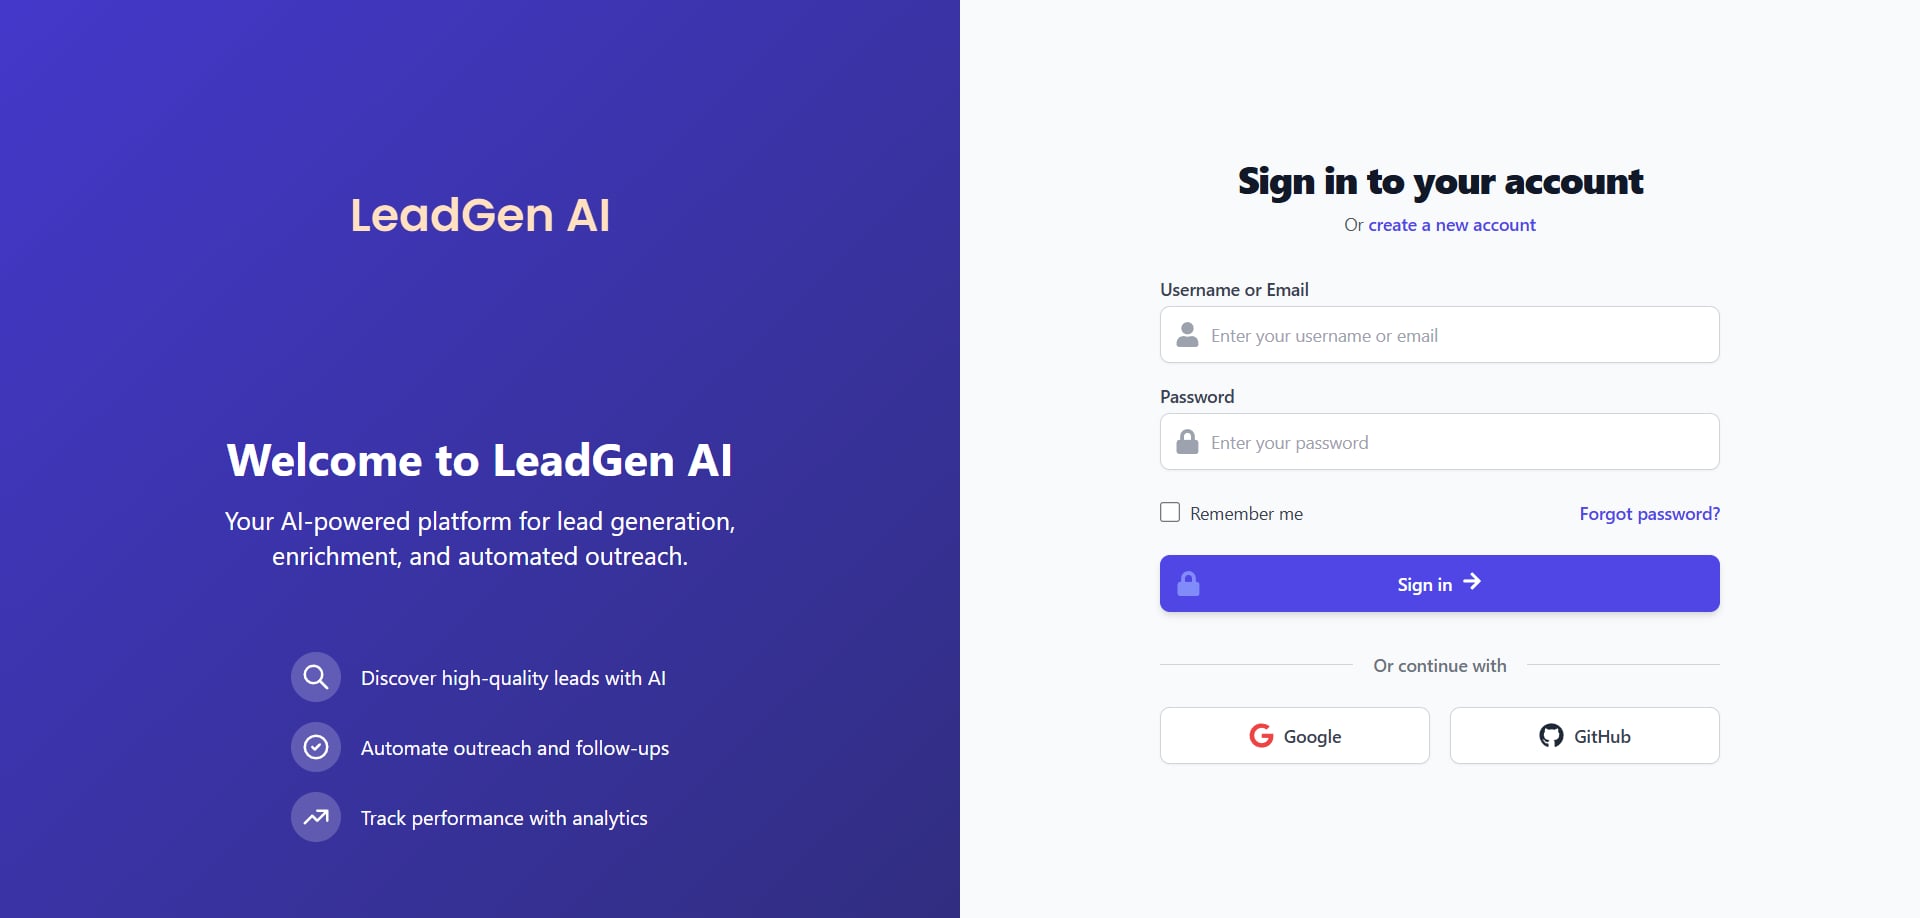 LeadGen AI
Welcome to LeadGen AI
Your AI-powered platform for lead generation,
enrichment, and automated outreach.
Discover high-quality leads with AI
Automate outreach and follow-ups
Track performance with analytics
Sign in to your account
Or create a new account
Username or Email
Enter your username or email
Password
Enter your password
Remember me
Forgot password?
Sign in
Or continue with
Google
GitHub